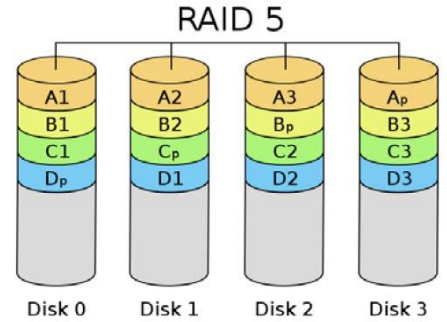 RAID 5
A1 A2 A3 Ap
B1 B2 Bp B3
C1 Cp C2 C3
Dp D1 D2 D3
Disk 0 Disk 1 Disk 2 Disk 3